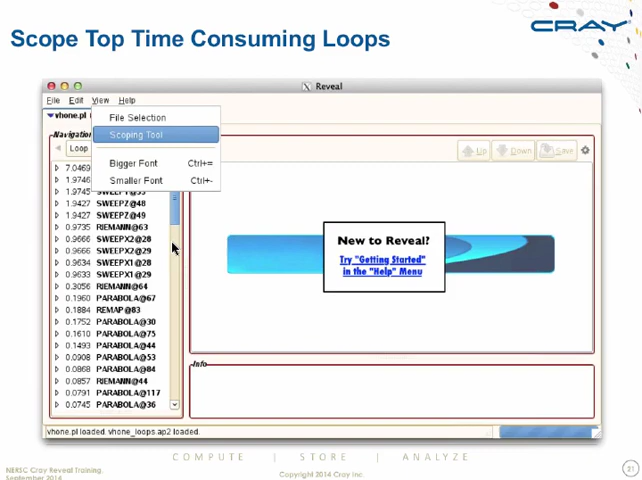 Scope Top Time Consuming Loops
CRAY
Reveal
File Edit View Help
vhone.pl
File Selection
Scoping Tool
Bigger Font Ctrl+=
Smaller Font Ctrl+-
Navigation
Loop
Up Down Save
7.0469
1.9746
1.9745
1.9427 SWEEPZ@48
1.9427 SWEEPZ@49
0.9735 RIEMANN@63
0.9666 SWEEPX2@28
0.9666 SWEEPX2@29
0.9634 SWEEPX1@28
0.9633 SWEEPX1@29
0.3056 RIEMANN@64
0.1960 PARABOLA@67
0.1884 REMAP@83
0.1752 PARABOLA@30
0.1610 PARABOLA@75
0.1493 PARABOLA@44
0.0908 PARABOLA@53
0.0868 PARABOLA@84
0.0857 RIEMANN@44
0.0791 PARABOLA@117
0.0745 PARABOLA@36
New to Reveal?
Try "Getting Started"
in the "Help" Menu
Info
vhone.pl loaded. vhone_loops.ap2 loaded.
COMPUTE | STORE | ANALYZE
NERSC Cray Reveal Training.
September 2014
Copyright 2014 Cray Inc.
21